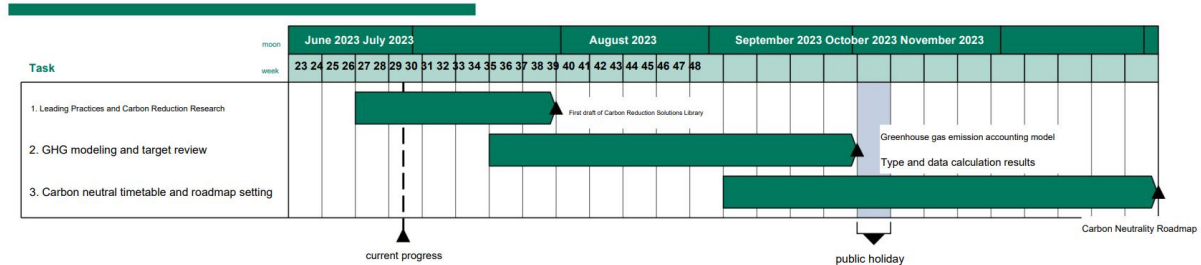 moon June 2023 July 2023 August 2023 September 2023 October 2023 November 2023
Task week 23 24 25 26 27 28 29 30 31 32 33 34 35 36 37 38 39 40 41 42 43 44 45 46 47 48
1. Leading Practices and Carbon Reduction Research
First draft of Carbon Reduction Solutions Library
2. GHG modeling and target review
Greenhouse gas emission accounting model
Type and data calculation results
3. Carbon neutral timetable and roadmap setting
Carbon Neutrality Roadmap
current progress
public holiday